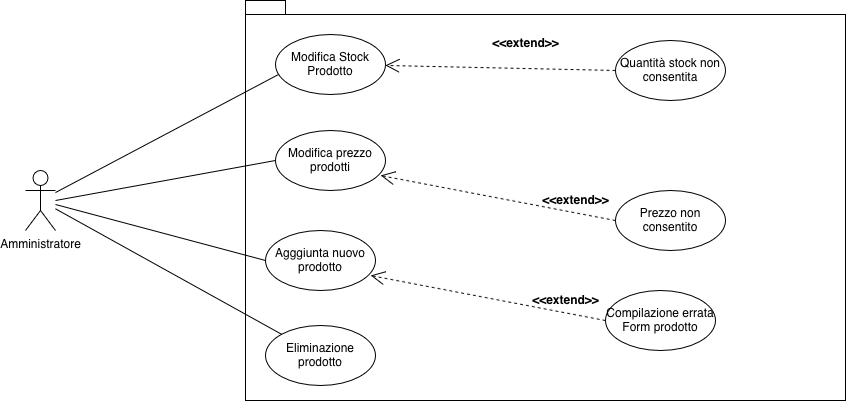 Modifica Stock
Prodotto
<<extend>>
Quantità stock non
consentita
Modifica prezzo
prodotti
<<extend>>
Prezzo non
consentito
Amministratore
Agggiunta nuovo
prodotto
<<extend>>
Compilazione errata
Form prodotto
Eliminazione
prodotto